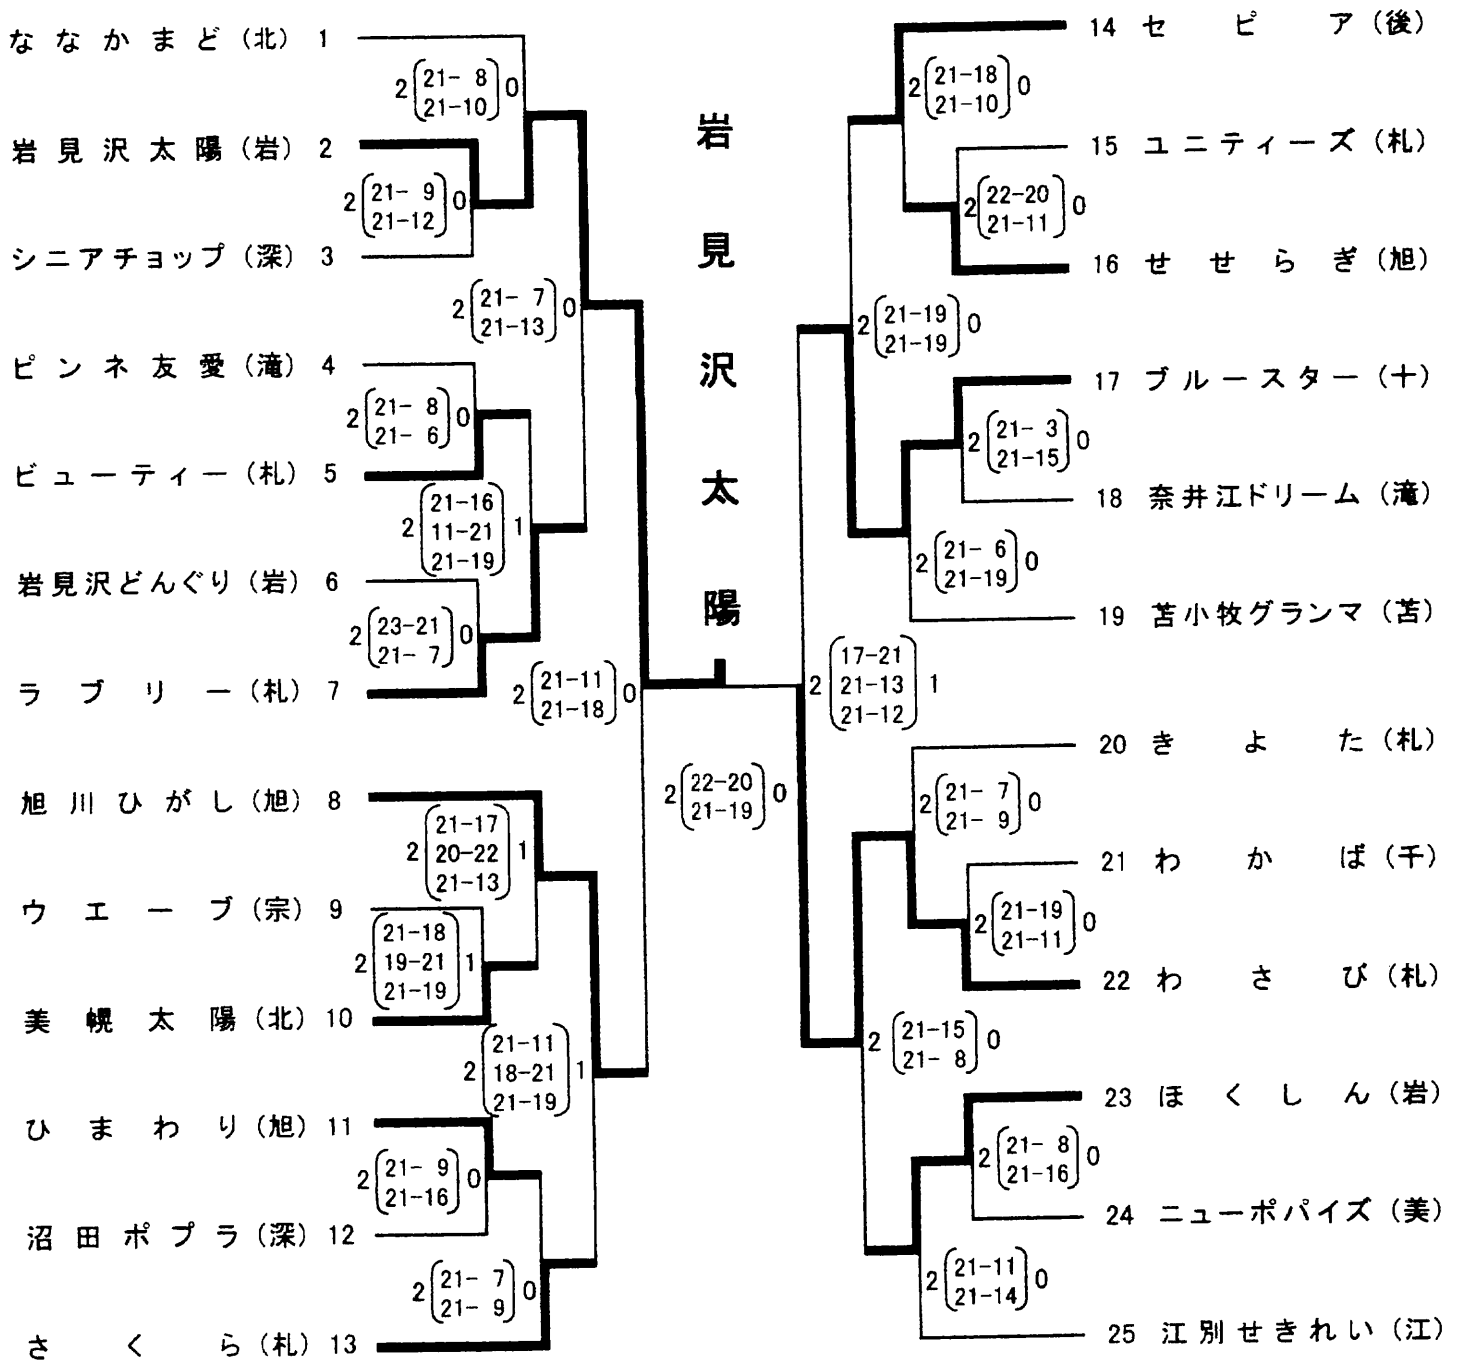 ななかまど(北) 1
2 (21- 8 21-10) 0
岩見沢太陽(岩) 2
2 (21- 9 21-12) 0
シニアチョップ(深) 3
2 (21- 7 21-13) 0
ピンネ友愛(滝) 4
2 (21- 8 21- 6) 0
ビューティー(札) 5
2 (21-16 11-21 21-19) 1
岩見沢どんぐり(岩) 6
2 (23-21 21- 7) 0
ラブリー(札) 7
2 (21-11 21-18) 0
旭川ひがし(旭) 8
2 (21-17 20-22 21-13) 1
ウエーブ(宗) 9
2 (21-18 19-21 21-19) 1
美幌太陽(北) 10
2 (21-11 18-21 21-19) 1
ひまわり(旭) 11
2 (21- 9 21-16) 0
沼田ポプラ(深) 12
2 (21- 7 21- 9) 0
さくら(札) 13
岩見沢太陽
2 (22-20 21-19) 0
14 セピア(後)
2 (21-18 21-10) 0
15 ユニティーズ(札)
2 (22-20 21-11) 0
16 せせらぎ(旭)
2 (21-19 21-19) 0
17 ブルースター(十)
2 (21- 3 21-15) 0
18 奈井江ドリーム(滝)
2 (21- 6 21-19) 0
19 苫小牧グランマ(苫)
2 (17-21 21-13 21-12) 1
20 きよた(札)
2 (21- 7 21- 9) 0
21 わかば(千)
2 (21-19 21-11) 0
22 わさび(札)
2 (21-15 21- 8) 0
23 ほくしん(岩)
2 (21- 8 21-16) 0
24 ニューポパイズ(美)
2 (21-11 21-14) 0
25 江別せきれい(江)